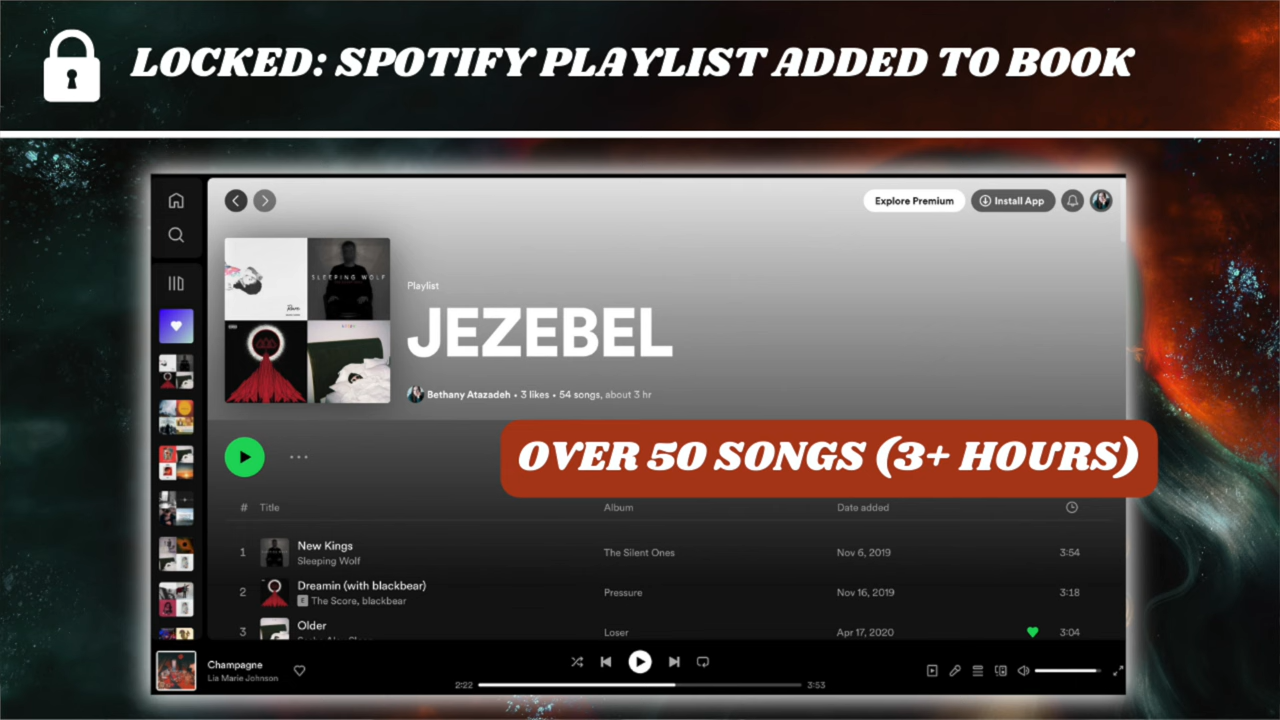 LOCKED: SPOTIFY PLAYLIST ADDED TO BOOK
Explore Premium
Install App
SLEEPING WOLF
Playlist
JEZEBEL
Bethany Atazadeh • 3 likes • 54 songs, about 3 hr
OVER 50 SONGS (3+ HOURS)
# Title Album Date added
1 New Kings The Silent Ones Nov 6, 2019 3:54
Sleeping Wolf
2 Dreamin (with blackbear) Pressure Nov 16, 2019 3:18
E The Score, blackbear
3 Older Loser Apr 17, 2020 3:04
Champagne
Lia Marie Johnson
2:22 3:53